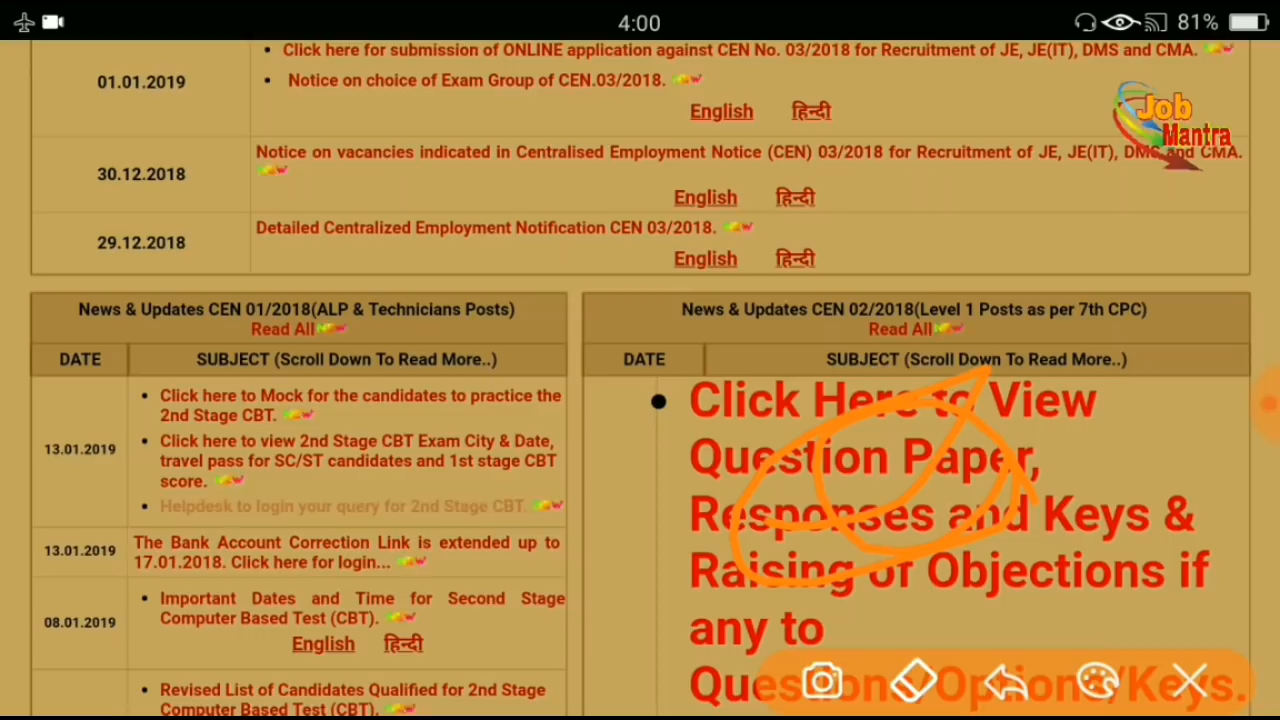 4:00
81%
Click here for submission of ONLINE application against CEN No. 03/2018 for Recruitment of JE, JE(IT), DMS and CMA.
01.01.2019
Notice on choice of Exam Group of CEN.03/2018.
English हिन्दी
Job
Mantra
Notice on vacancies indicated in Centralised Employment Notice (CEN) 03/2018 for Recruitment of JE, JE(IT), DMS and CMA.
30.12.2018
English हिन्दी
Detailed Centralized Employment Notification CEN 03/2018.
29.12.2018
English हिन्दी
News & Updates CEN 01/2018(ALP & Technicians Posts)
Read All
DATE SUBJECT (Scroll Down To Read More..)
Click here to Mock for the candidates to practice the
2nd Stage CBT.
13.01.2019
Click here to view 2nd Stage CBT Exam City & Date,
travel pass for SC/ST candidates and 1st stage CBT
score.
Helpdesk to login your query for 2nd Stage CBT.
13.01.2019
The Bank Account Correction Link is extended up to
17.01.2018. Click here for login...
08.01.2019
Important Dates and Time for Second Stage
Computer Based Test (CBT).
English हिन्दी
Revised List of Candidates Qualified for 2nd Stage
Computer Based Test (CBT).
News & Updates CEN 02/2018(Level 1 Posts as per 7th CPC)
Read All
DATE SUBJECT (Scroll Down To Read More..)
Click Here to View
Question Paper,
Responses and Keys &
Raising of Objections if
any to
Questions/Options/Keys.